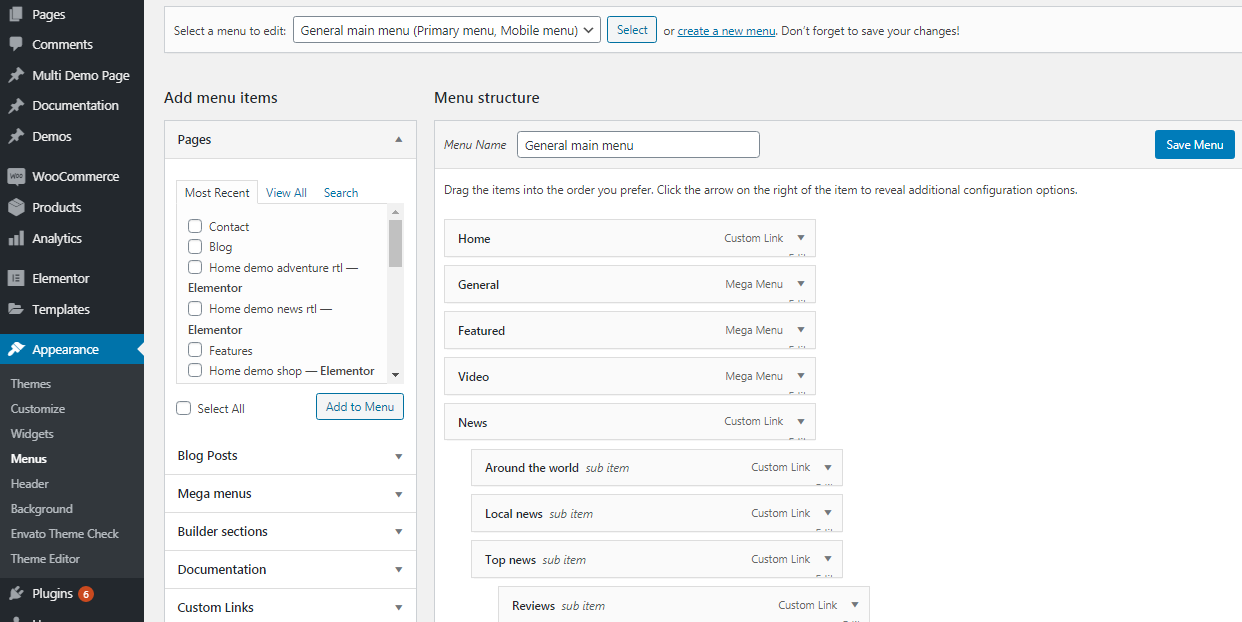 Pages
Comments
Multi Demo Page
Documentation
Demos
WooCommerce
Products
Analytics
Elementor
Templates
Appearance
Themes
Customize
Widgets
Menus
Header
Background
Envato Theme Check
Theme Editor
Plugins 6
Select a menu to edit: General main menu (Primary menu, Mobile menu) Select or create a new menu. Don't forget to save your changes!
Add menu items
Pages
Most Recent View All Search
Contact
Blog
Home demo adventure rtl —
Elementor
Home demo news rtl —
Elementor
Features
Home demo shop — Elementor
Select All Add to Menu
Blog Posts
Mega menus
Builder sections
Documentation
Custom Links
Menu structure
Menu Name General main menu Save Menu
Drag the items into the order you prefer. Click the arrow on the right of the item to reveal additional configuration options.
Home Custom Link
General Mega Menu
Featured Mega Menu
Video Mega Menu
News Custom Link
Around the world sub item Custom Link
Local news sub item Custom Link
Top news sub item Custom Link
Reviews sub item Custom Link